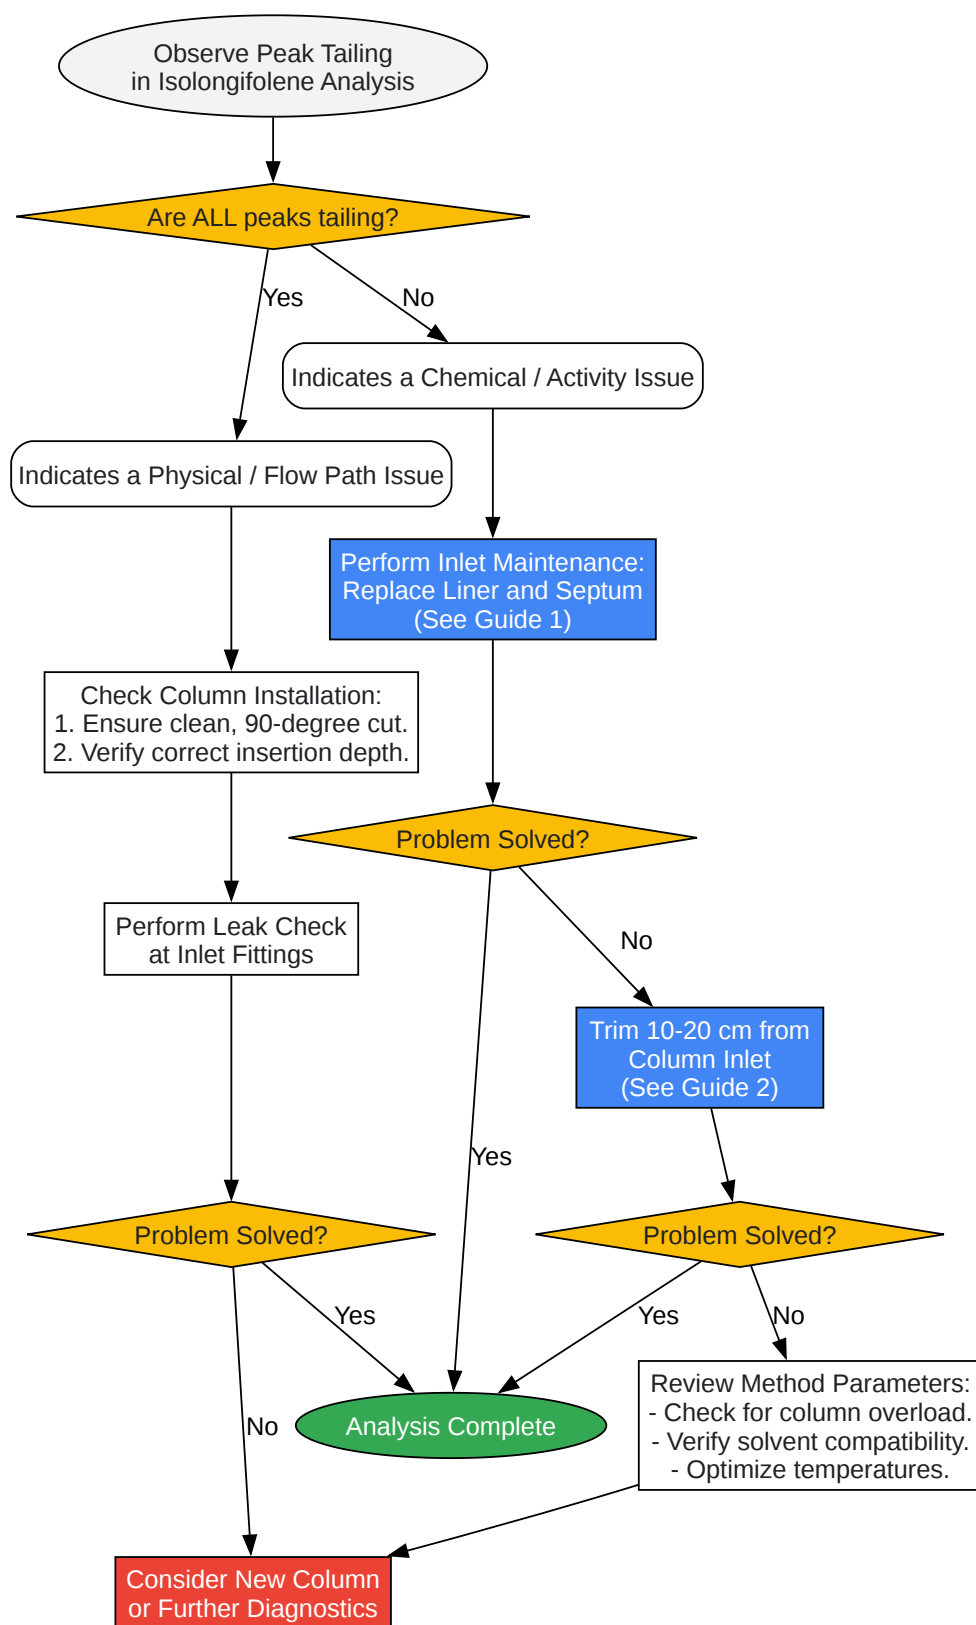 Observe Peak Tailing
in Isolongifolene Analysis
Are ALL peaks tailing?
Yes
No
Indicates a Chemical / Activity Issue
Indicates a Physical / Flow Path Issue
Perform Inlet Maintenance:
Replace Liner and Septum
(See Guide 1)
Check Column Installation:
1. Ensure clean, 90-degree cut.
2. Verify correct insertion depth.
Problem Solved?
Perform Leak Check
at Inlet Fittings
No
Trim 10-20 cm from
Column Inlet
(See Guide 2)
Yes
Problem Solved?
Problem Solved?
Yes
Yes
No
Review Method Parameters:
- Check for column overload.
- Verify solvent compatibility.
- Optimize temperatures.
Analysis Complete
No
Consider New Column
or Further Diagnostics